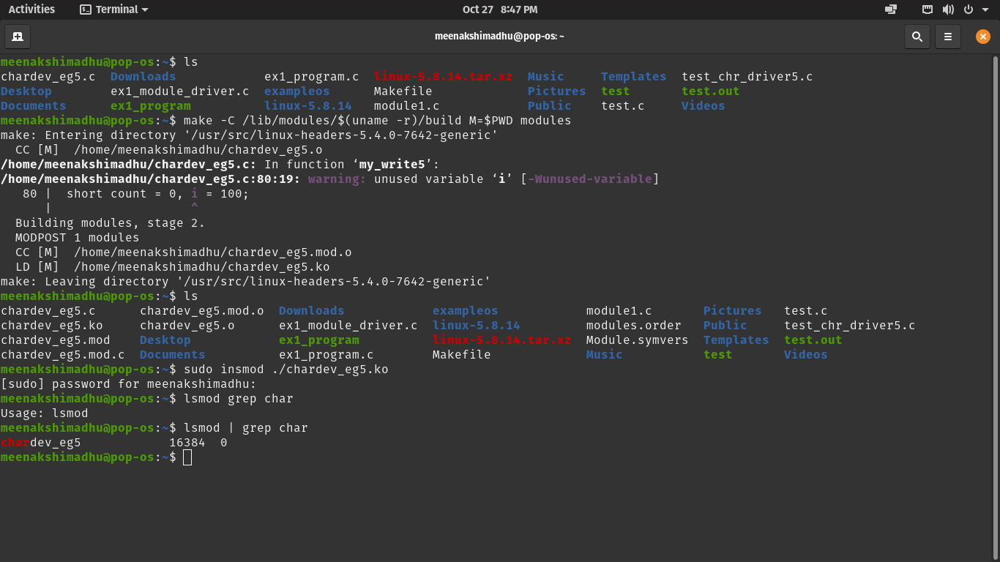 Activities Terminal Oct 27 8:47 PM
meenakshimadhu@pop-os: ~
meenakshimadhu@pop-os:~$ ls
chardev_eg5.c  Downloads            ex1_program.c  linux-5.8.14.tar.xz  Music     Templates  test_chr_driver5.c
Desktop        ex1_module_driver.c  exampleos      Makefile             Pictures  test       test.out
Documents      ex1_program          linux-5.8.14   module1.c            Public    test.c     Videos
meenakshimadhu@pop-os:~$ make -C /lib/modules/$(uname -r)/build M=$PWD modules
make: Entering directory '/usr/src/linux-headers-5.4.0-7642-generic'
  CC [M]  /home/meenakshimadhu/chardev_eg5.o
/home/meenakshimadhu/chardev_eg5.c: In function ‘my_write5’:
/home/meenakshimadhu/chardev_eg5.c:80:19: warning: unused variable ‘i’ [-Wunused-variable]
   80 |  short count = 0, i = 100;
      |                   ^
  Building modules, stage 2.
  MODPOST 1 modules
  CC [M]  /home/meenakshimadhu/chardev_eg5.mod.o
  LD [M]  /home/meenakshimadhu/chardev_eg5.ko
make: Leaving directory '/usr/src/linux-headers-5.4.0-7642-generic'
meenakshimadhu@pop-os:~$ ls
chardev_eg5.c      chardev_eg5.mod.o  Downloads            exampleos            module1.c       Pictures   test.c
chardev_eg5.ko     chardev_eg5.o      ex1_module_driver.c  linux-5.8.14         modules.order   Public     test_chr_driver5.c
chardev_eg5.mod    Desktop            ex1_program          linux-5.8.14.tar.xz  Module.symvers  Templates  test.out
chardev_eg5.mod.c  Documents          ex1_program.c        Makefile             Music           test       Videos
meenakshimadhu@pop-os:~$ sudo insmod ./chardev_eg5.ko
[sudo] password for meenakshimadhu:
meenakshimadhu@pop-os:~$ lsmod grep char
Usage: lsmod
meenakshimadhu@pop-os:~$ lsmod | grep char
chardev_eg5            16384  0
meenakshimadhu@pop-os:~$